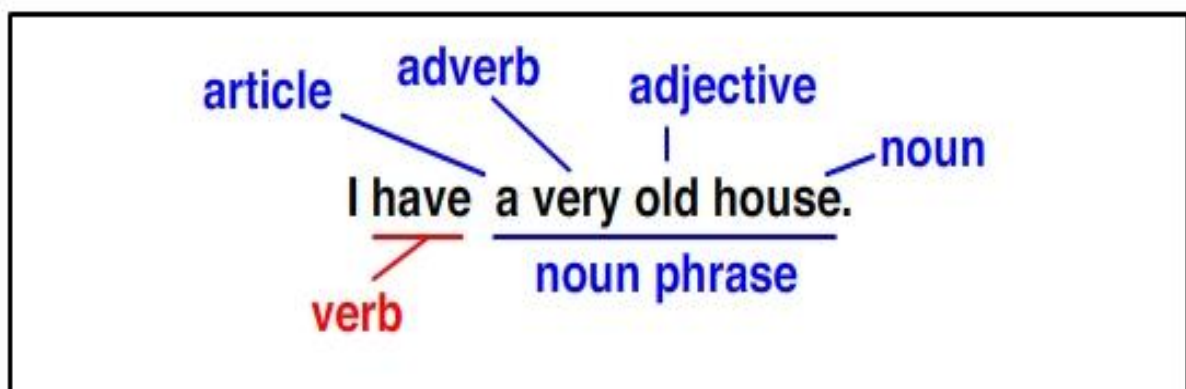 article adverb adjective
noun
I have a very old house.
noun phrase
verb